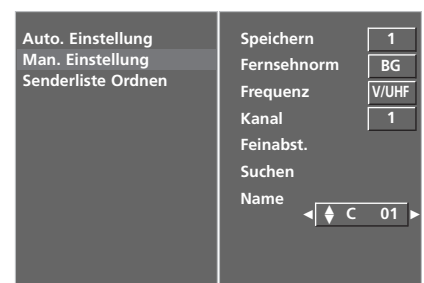 Auto. Einstellung
Man. Einstellung
Senderliste Ordnen
Speichern 1
Fernsehnorm BG
Frequenz V/UHF
Kanal 1
Feinabst.
Suchen
Name
C 01